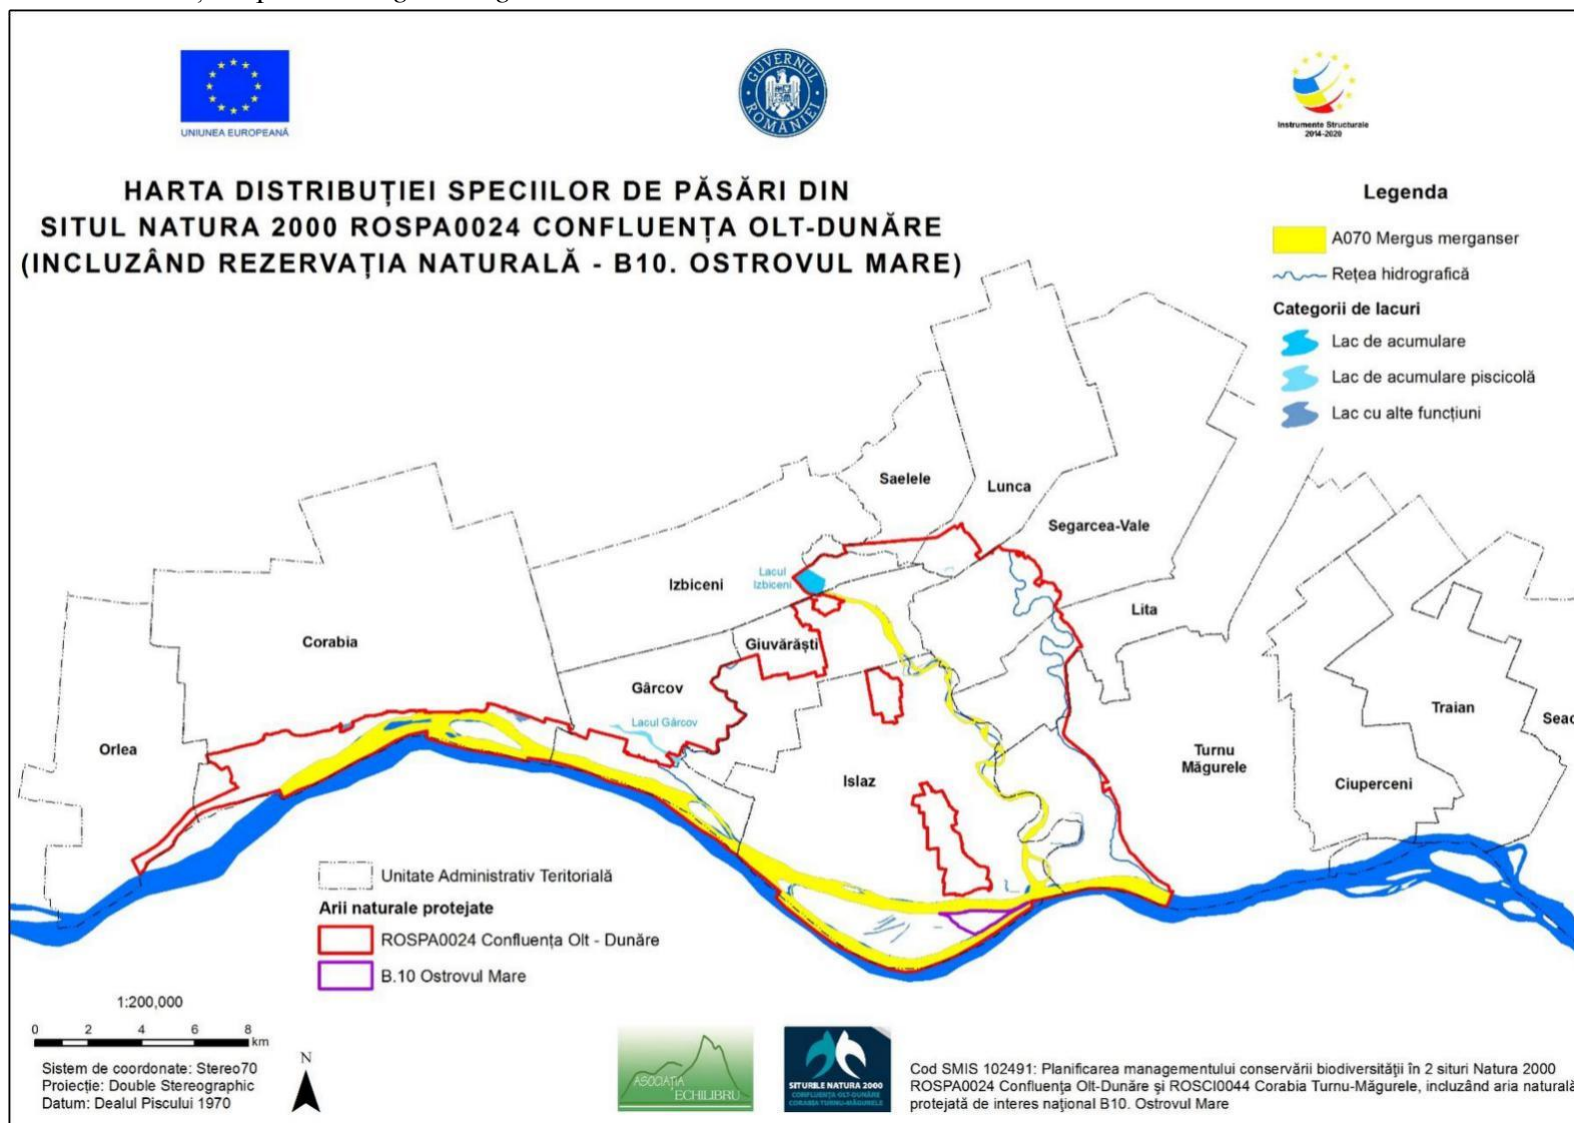 UNIUNEA EUROPEANĂ
GUVERNUL ROMÂNIEI
Instrumente Structurale
2014-2020
HARTA DISTRIBUȚIEI SPECIILOR DE PĂSĂRI DIN
SITUL NATURA 2000 ROSPA0024 CONFLUENȚA OLT-DUNĂRE
(INCLUZÂND REZERVAȚIA NATURALĂ - B10. OSTROVUL MARE)
Legenda
A070 Mergus merganser
Rețea hidrografică
Categorii de lacuri
Lac de acumulare
Lac de acumulare piscicolă
Lac cu alte funcțiuni
Saelele
Lunca
Segarcea-Vale
Izbiceni
Lacul
Izbiceni
Lita
Corabia
Giuvărăști
Gârcov
Lacul Gârcov
Orlea
Islaz
Turnu
Măgurele
Traian
Seac
Ciuperceni
Unitate Administrativ Teritorială
Arii naturale protejate
ROSPA0024 Confluența Olt - Dunăre
B.10 Ostrovul Mare
1:200,000
0 2 4 6 8
km
N
Sistem de coordonate: Stereo70
Proiecție: Double Stereographic
Datum: Dealul Piscului 1970
ASOCIAȚIA
ECHILIBRU
SITURILE NATURA 2000
CONFLUENȚA OLT-DUNĂRE
CORABIA TURNU-MĂGURELE
Cod SMIS 102491: Planificarea managementului conservării biodiversității în 2 situri Natura 2000
ROSPA0024 Confluența Olt-Dunăre și ROSCI0044 Corabia Turnu-Măgurele, incluzând aria naturală
protejată de interes național B10. Ostrovul Mare